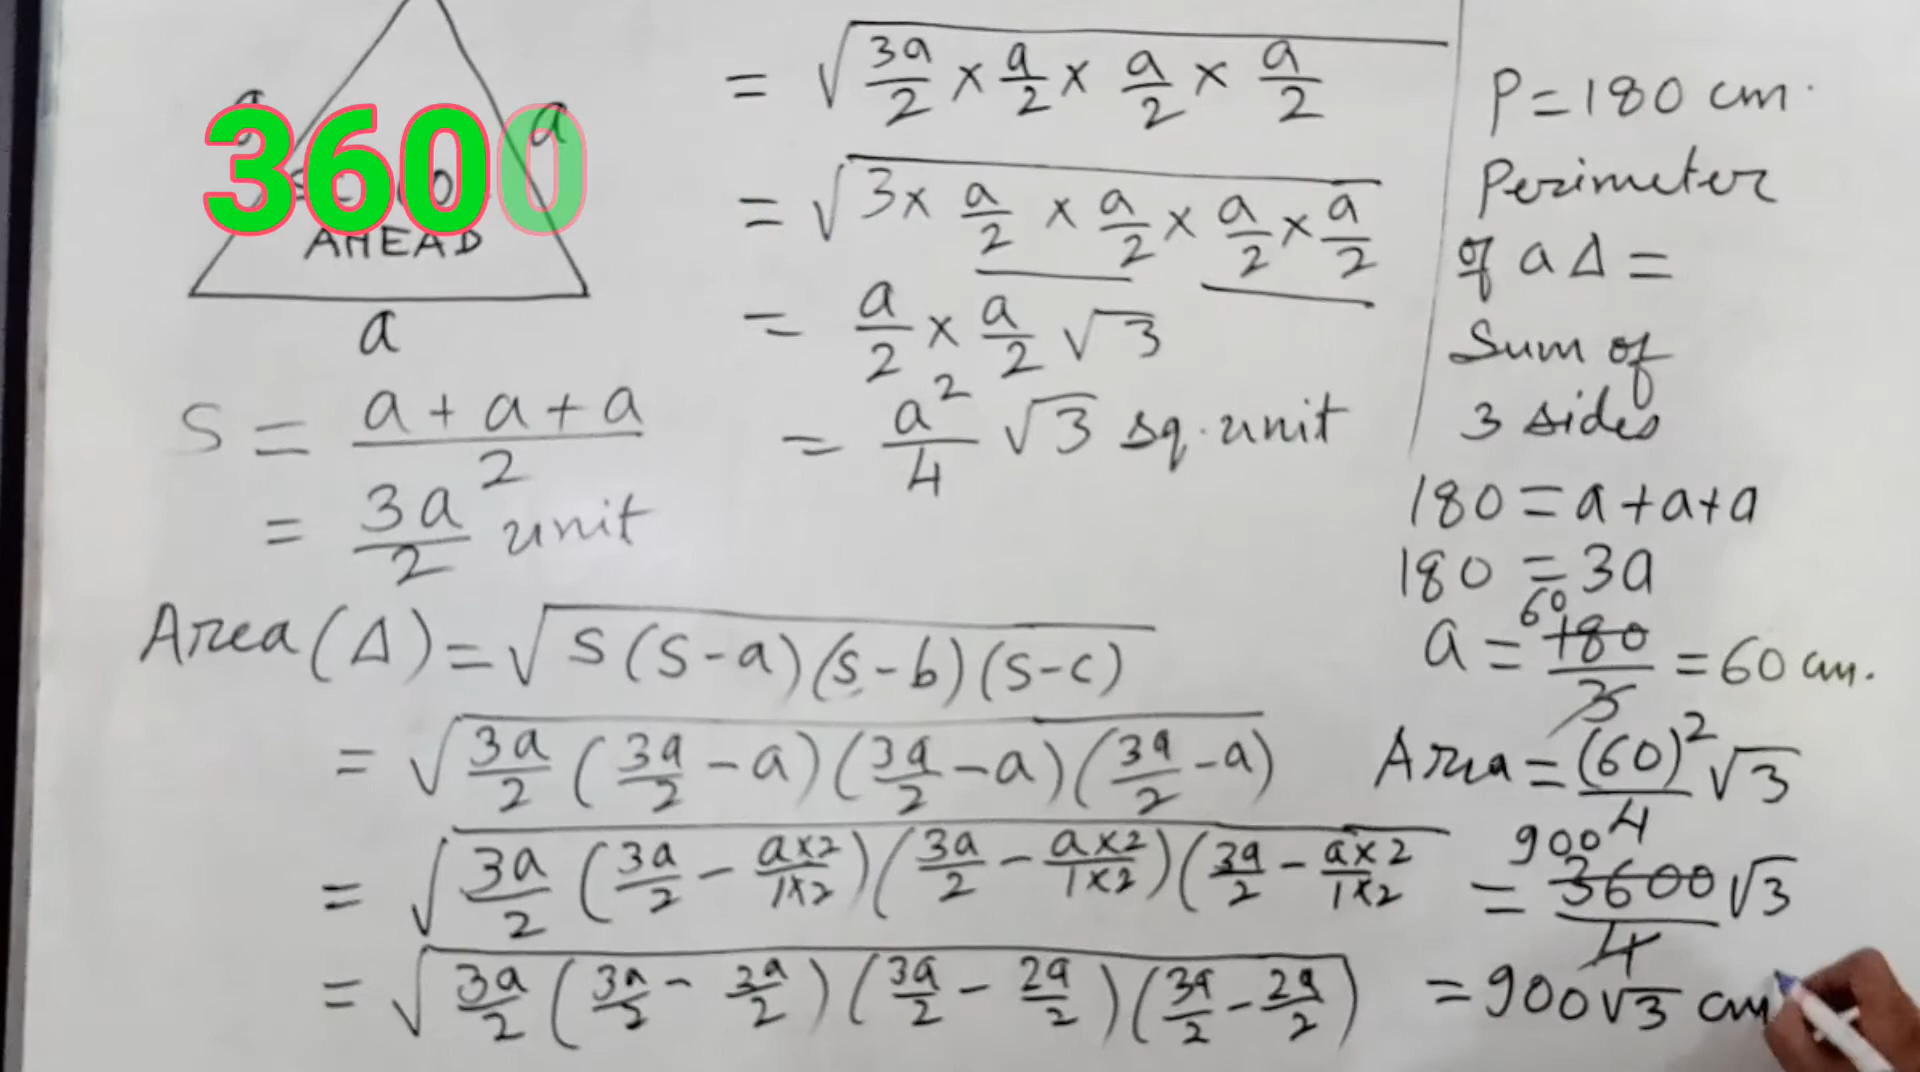 3600
a a
AHEAD
a
S = a + a + a / 2
= 3a / 2 unit
Area (Δ) = √ S (S - a) (S - b) (S - c)
= √ 3a/2 (3a/2 - a) (3a/2 - a) (3a/2 - a)
= √ 3a/2 (3a/2 - a×2/1×2) (3a/2 - a×2/1×2) (3a/2 - a×2/1×2)
= √ 3a/2 (3a/2 - 2a/2) (3a/2 - 2a/2) (3a/2 - 2a/2)
= √ 3a/2 × a/2 × a/2 × a/2
= √ 3 × a/2 × a/2 × a/2 × a/2
= a/2 × a/2 √3
= a²/4 √3 sq. unit
P = 180 cm.
Perimeter
of a Δ =
Sum of
3 sides
180 = a + a + a
180 = 3a
60
a = 180/3 = 60 cm.
Area = (60)²/4 √3
900
= 3600/4 √3
= 900√3 cm